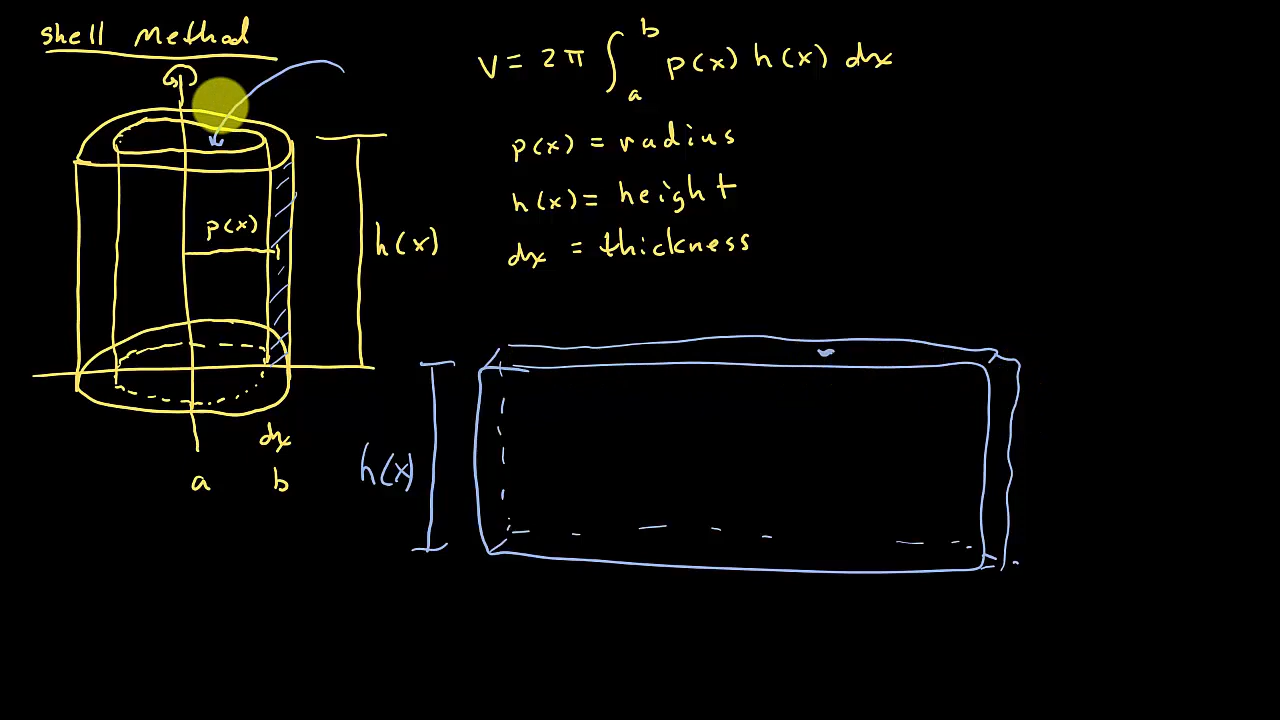 shell method
V = 2π ∫_a^b p(x) h(x) dx
p(x) = radius
h(x) = height
dx = thickness
p(x)
h(x)
dx
a b
h(x)